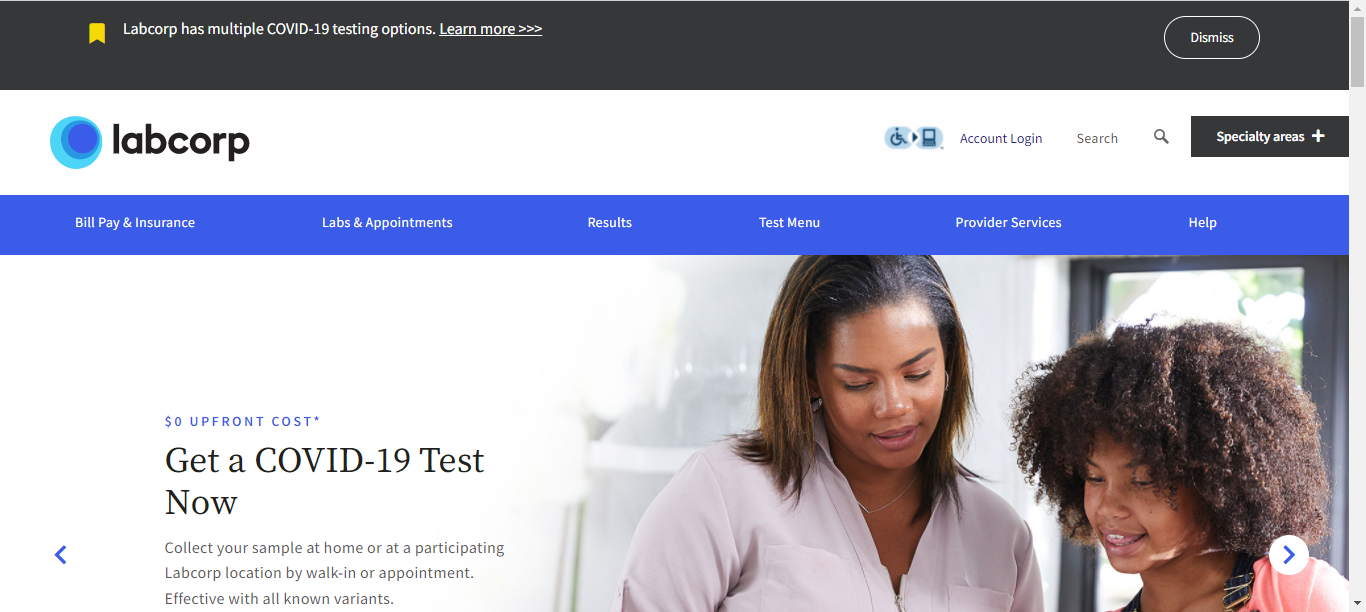 Labcorp has multiple COVID-19 testing options. Learn more >>>
Dismiss
labcorp
Account Login
Search
Specialty areas +
Bill Pay & Insurance
Labs & Appointments
Results
Test Menu
Provider Services
Help
$0 UPFRONT COST*
Get a COVID-19 Test
Now
Collect your sample at home or at a participating
Labcorp location by walk-in or appointment.
Effective with all known variants.